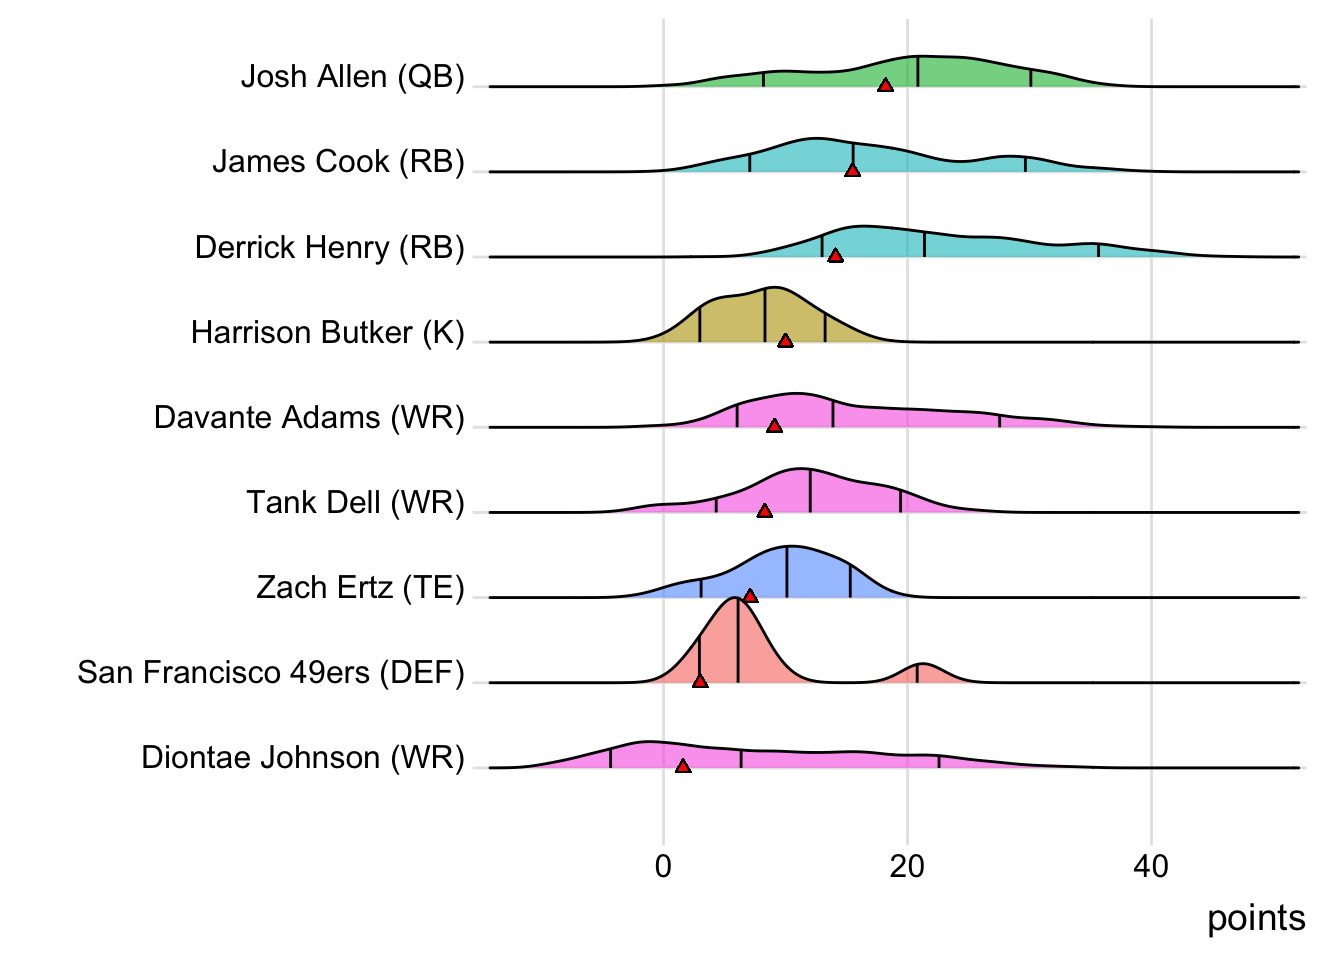 Josh Allen (QB)
James Cook (RB)
Derrick Henry (RB)
Harrison Butker (K)
Davante Adams (WR)
Tank Dell (WR)
Zach Ertz (TE)
San Francisco 49ers (DEF)
Diontae Johnson (WR)
0 20 40
points